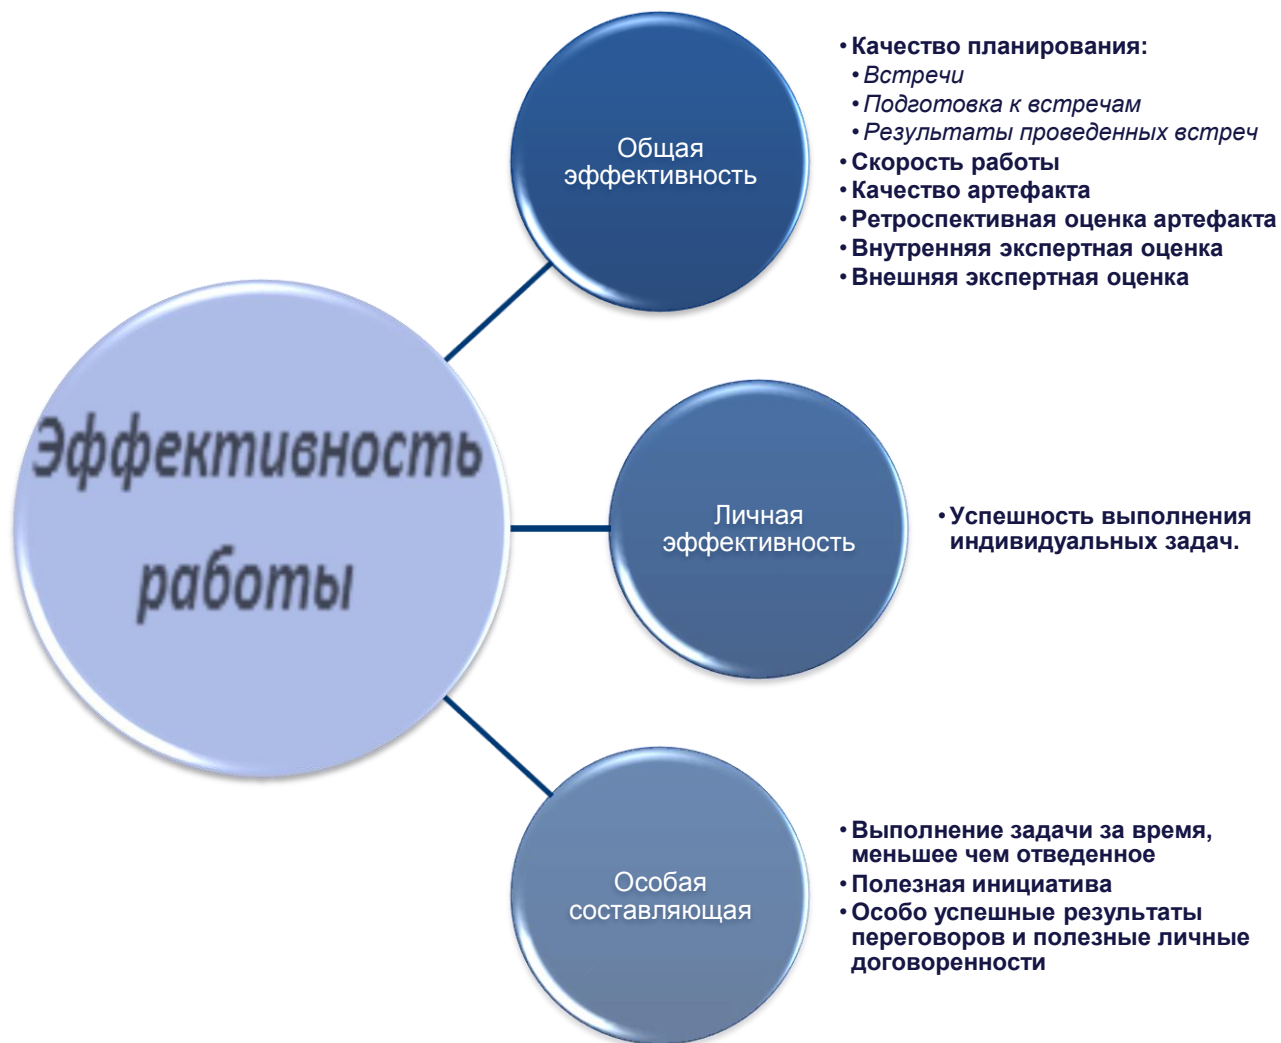 Общая
эффективность
• Качество планирования:
• Встречи
• Подготовка к встречам
• Результаты проведенных встреч
• Скорость работы
• Качество артефакта
• Ретроспективная оценка артефакта
• Внутренняя экспертная оценка
• Внешняя экспертная оценка
Эффективность
работы
Личная
эффективность
• Успешность выполнения
индивидуальных задач.
Особая
составляющая
• Выполнение задачи за время,
меньшее чем отведенное
• Полезная инициатива
• Особо успешные результаты
переговоров и полезные личные
договоренности